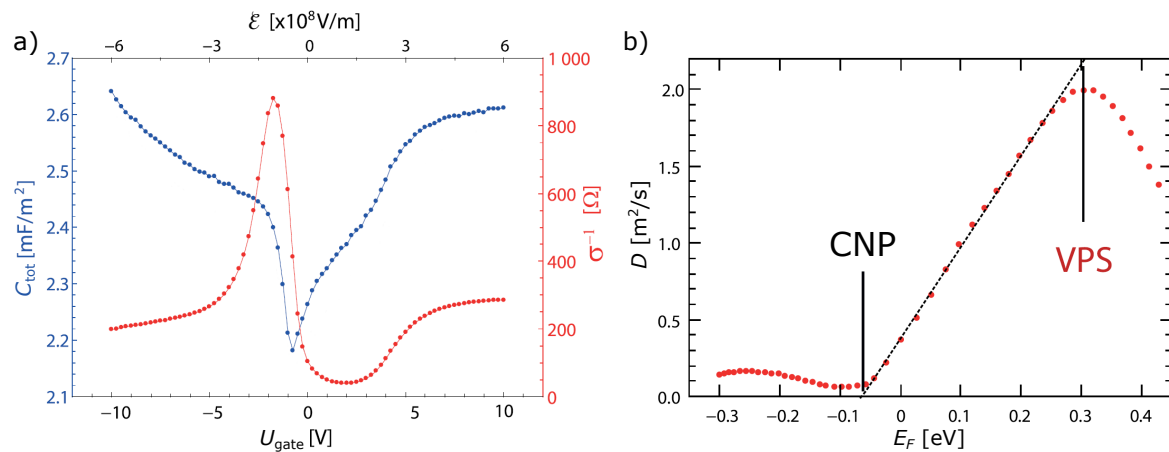 a)
ℰ [x10⁸V/m]
−6 −3 0 3 6
2.7
2.6
2.5
2.4
2.3
2.2
2.1
C_tot [mF/m²]
1 000
800
600
400
200
0
σ⁻¹ [Ω]
−10 −5 0 5 10
U_gate [V]
b)
2.0
1.5
1.0
0.5
0.0
D [m²/s]
CNP
VPS
−0.3 −0.2 −0.1 0 0.1 0.2 0.3 0.4
E_F [eV]